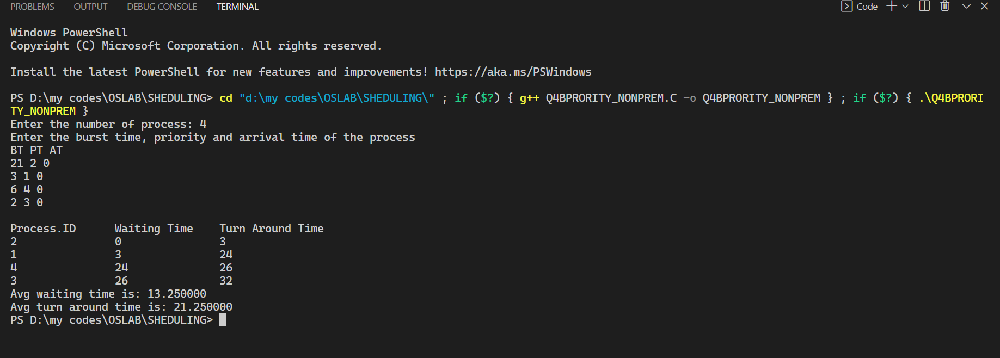 PROBLEMS OUTPUT DEBUG CONSOLE TERMINAL Code
Windows PowerShell
Copyright (C) Microsoft Corporation. All rights reserved.
Install the latest PowerShell for new features and improvements! https://aka.ms/PSWindows
PS D:\my codes\OSLAB\SHEDULING> cd "d:\my codes\OSLAB\SHEDULING\" ; if ($?) { g++ Q4BPRORITY_NONPREM.C -o Q4BPRORITY_NONPREM } ; if ($?) { .\Q4BPRORI
TY_NONPREM }
Enter the number of process: 4
Enter the burst time, priority and arrival time of the process
BT PT AT
21 2 0
3 1 0
6 4 0
2 3 0
Process.ID Waiting Time Turn Around Time
2 0 3
1 3 24
4 24 26
3 26 32
Avg waiting time is: 13.250000
Avg turn around time is: 21.250000
PS D:\my codes\OSLAB\SHEDULING>